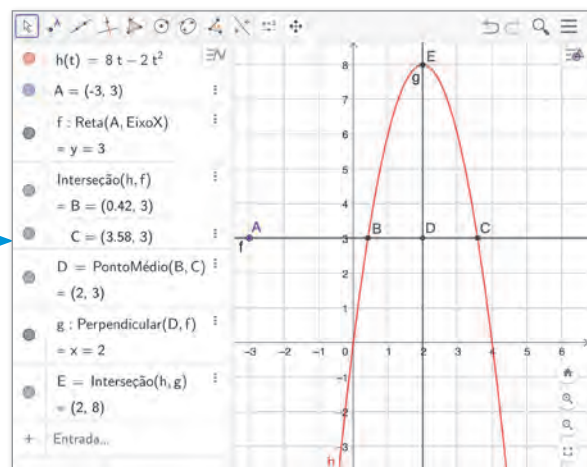 h(t) = 8 t − 2 t²
A = (-3, 3)
f : Reta(A, EixoX)
= y = 3
Interseção(h, f)
= B = (0.42, 3)
C = (3.58, 3)
D = PontoMédio(B, C)
= (2, 3)
g : Perpendicular(D, f)
= x = 2
E = Interseção(h, g)
= (2, 8)
+ Entrada...
8
E
g
7
6
5
4
A
B
D
C
f
3
2
1
−3 −2 −1 0 1 2 3 4 5 6
−1
−2
−3
h